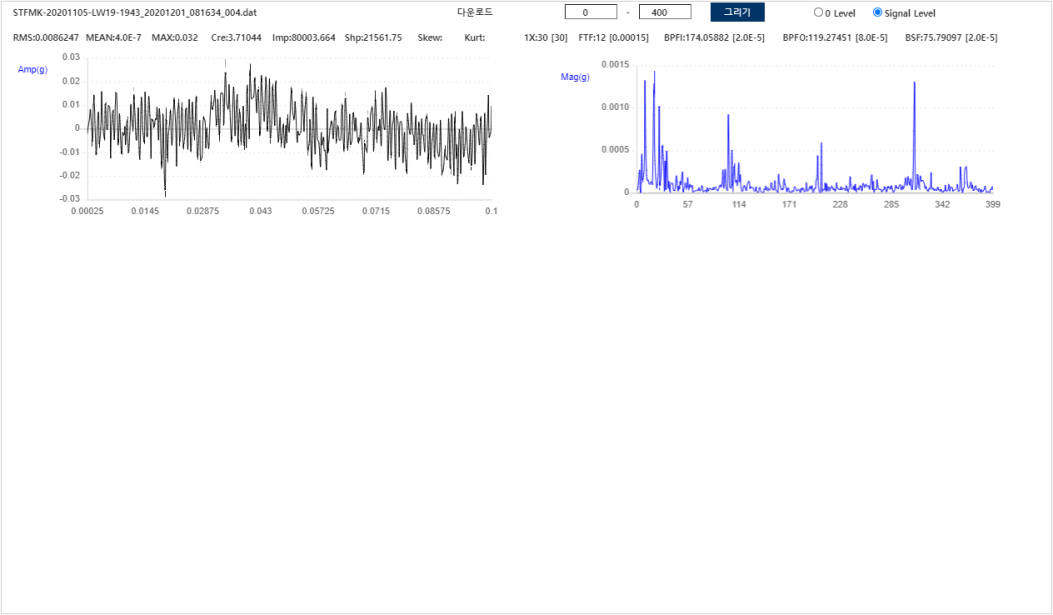 STFMK-20201105-LW19-1943_20201201_081634_004.dat 다운로드 0 - 400 그리기 0 Level Signal Level
RMS:0.0086247 MEAN:4.0E-7 MAX:0.032 Cre:3.71044 Imp:80003.664 Shp:21561.75 Skew: Kurt: 1X:30 [30] FTF:12 [0.00015] BPFI:174.05882 [2.0E-5] BPFO:119.27451 [8.0E-5] BSF:75.79097 [2.0E-5]
Amp(g)
0.03
0.02
0.01
0
-0.01
-0.02
-0.03
0.00025 0.0145 0.02875 0.043 0.05725 0.0715 0.08575 0.1
Mag(g)
0.0015
0.0010
0.0005
0
0 57 114 171 228 285 342 399